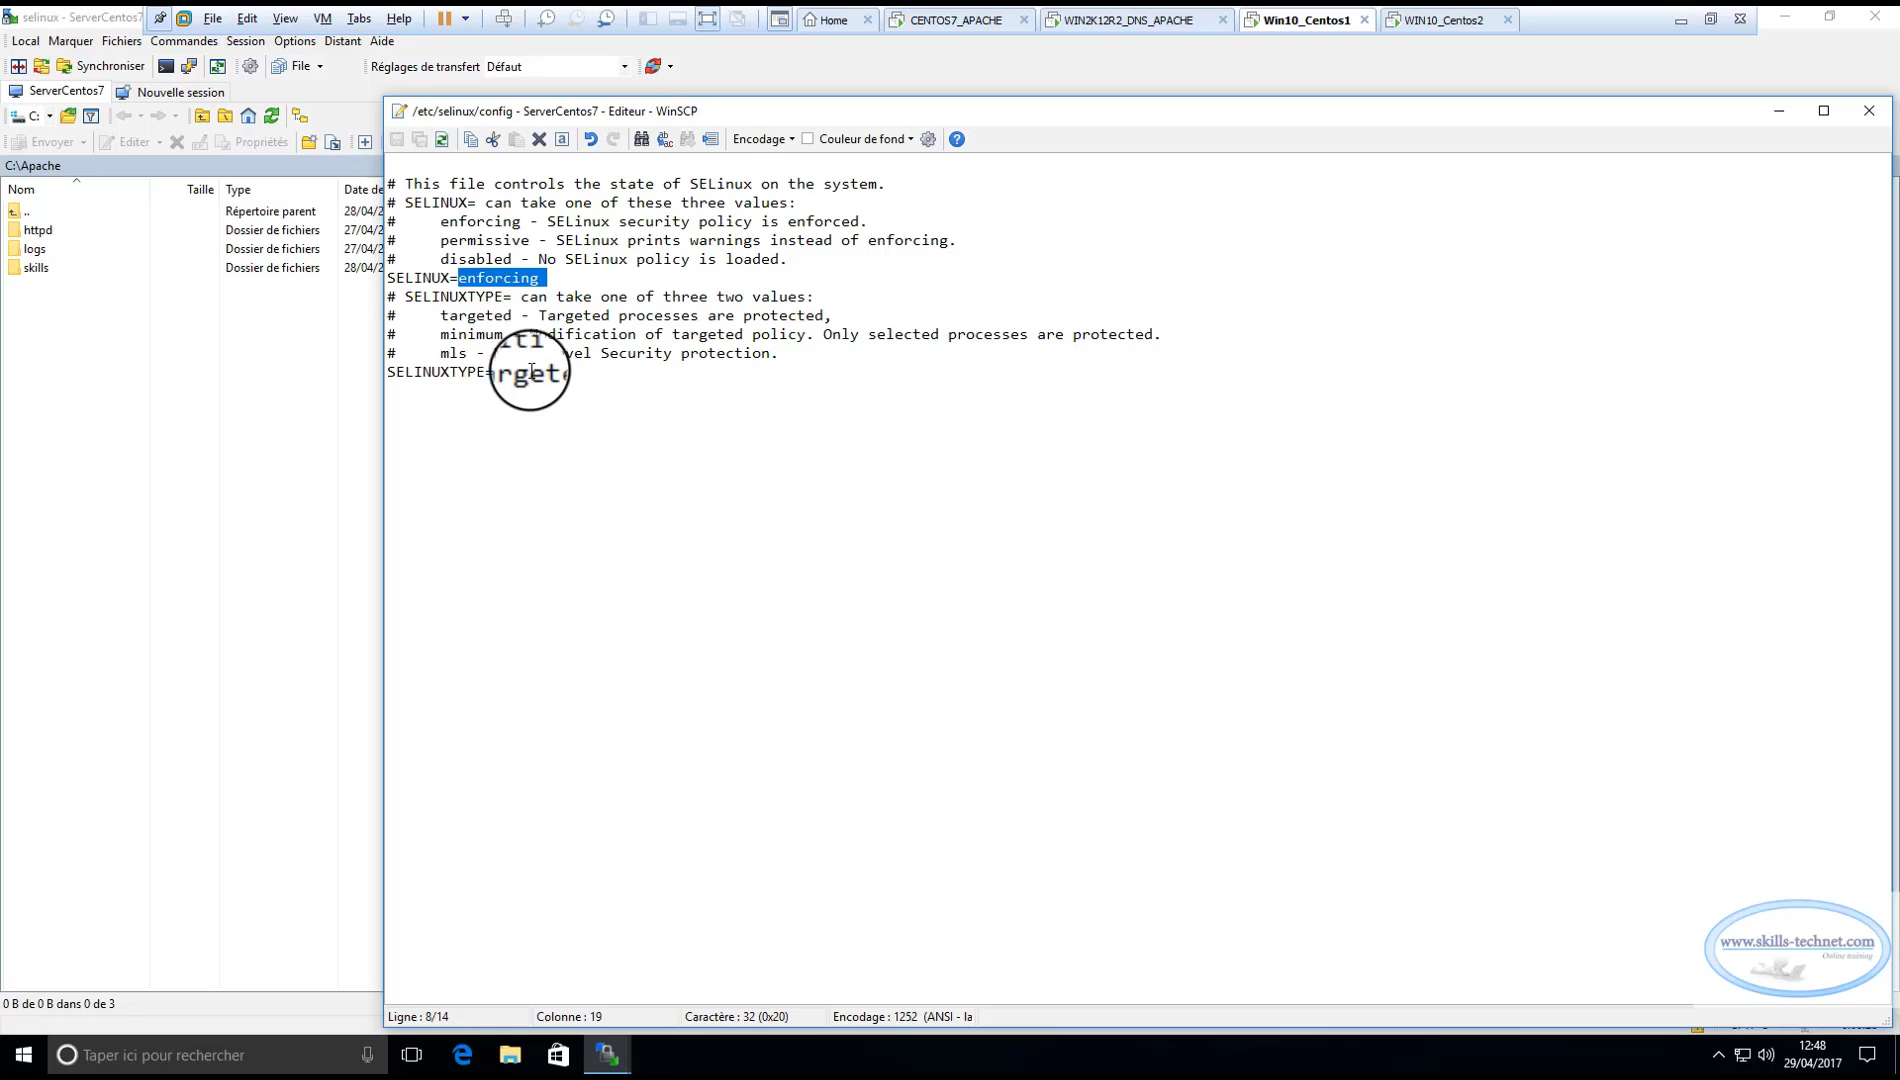 selinux - ServerCentos7
File Edit View VM Tabs Help
Home CENTOS7_APACHE WIN2K12R2_DNS_APACHE Win10_Centos1 WIN10_Centos2
Local Marquer Fichiers Commandes Session Options Distant Aide
Synchroniser File Réglages de transfert Défaut
ServerCentos7 Nouvelle session
C:
Envoyer Editer Propriétés
C:\Apache
Nom Taille Type Date de
.. Répertoire parent 28/04/2
httpd Dossier de fichiers 27/04/2
logs Dossier de fichiers 27/04/2
skills Dossier de fichiers 28/04/2
0 B de 0 B dans 0 de 3
/etc/selinux/config - ServerCentos7 - Editeur - WinSCP
Encodage Couleur de fond
# This file controls the state of SELinux on the system.
# SELINUX= can take one of these three values:
# enforcing - SELinux security policy is enforced.
# permissive - SELinux prints warnings instead of enforcing.
# disabled - No SELinux policy is loaded.
SELINUX=enforcing
# SELINUXTYPE= can take one of three two values:
# targeted - Targeted processes are protected,
# minimum dification of targeted policy. Only selected processes are protected.
# mls - vel Security protection.
SELINUXTYPE=rgete
Ligne : 8/14 Colonne : 19 Caractère : 32 (0x20) Encodage : 1252 (ANSI - la
www.skills-technet.com
Online training
Taper ici pour rechercher
12:48
29/04/2017